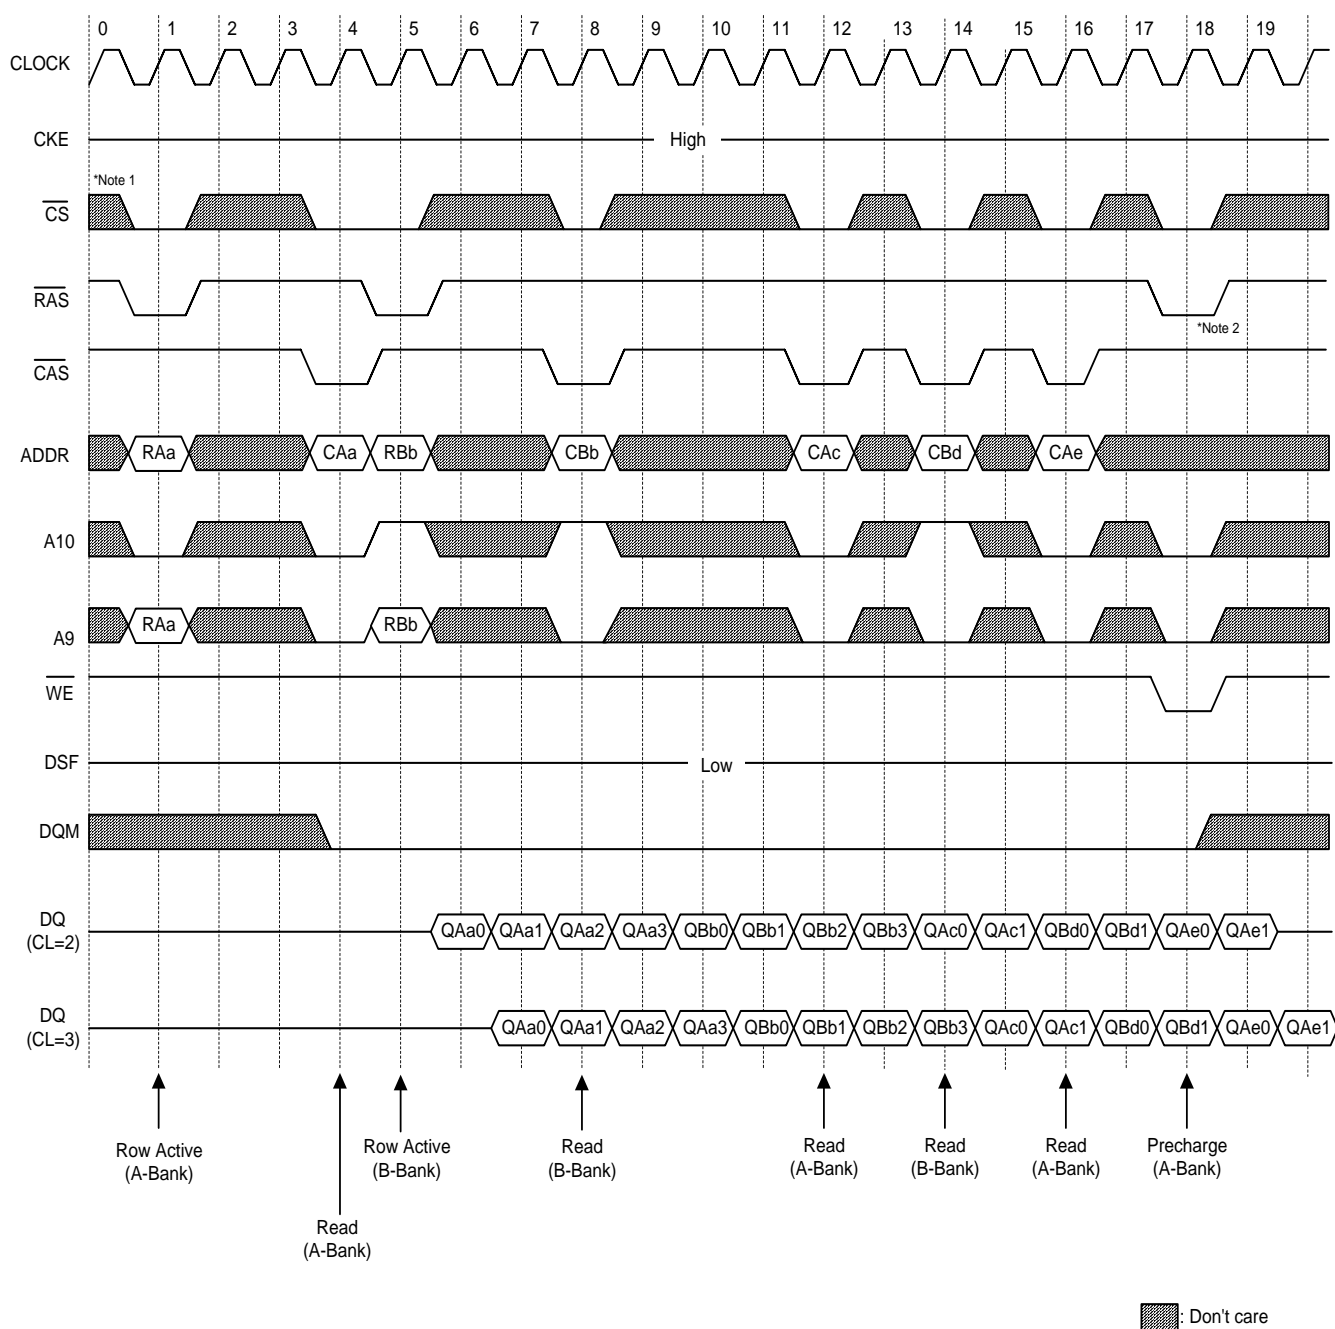 0 1 2 3 4 5 6 7 8 9 10 11 12 13 14 15 16 17 18 19
CLOCK
CKE High
*Note 1
CS
RAS
*Note 2
CAS
ADDR RAa CAa RBb CBb CAc CBd CAe
A10
A9 RAa RBb
WE
DSF Low
DQM
DQ
(CL=2) QAa0 QAa1 QAa2 QAa3 QBb0 QBb1 QBb2 QBb3 QAc0 QAc1 QBd0 QBd1 QAe0 QAe1
DQ
(CL=3) QAa0 QAa1 QAa2 QAa3 QBb0 QBb1 QBb2 QBb3 QAc0 QAc1 QBd0 QBd1 QAe0 QAe1
Row Active
(A-Bank)
Read
(A-Bank)
Row Active
(B-Bank)
Read
(B-Bank)
Read
(A-Bank)
Read
(B-Bank)
Read
(A-Bank)
Precharge
(A-Bank)
: Don't care